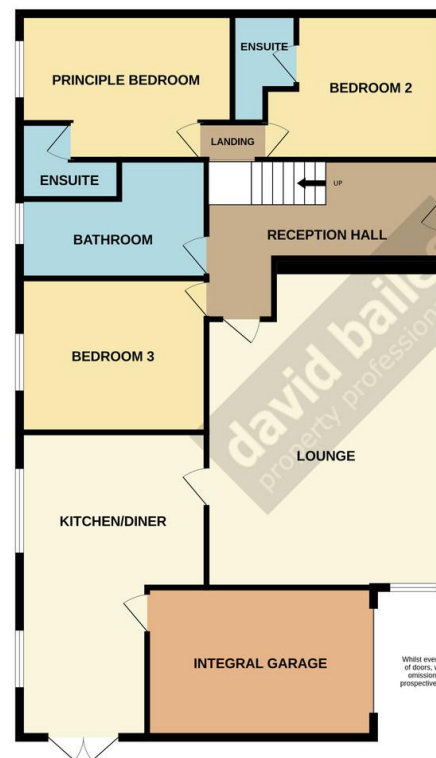 PRINCIPLE BEDROOM
ENSUITE
BEDROOM 2
LANDING
ENSUITE
UP
BATHROOM
RECEPTION HALL
BEDROOM 3
david baile
property profession
LOUNGE
KITCHEN/DINER
INTEGRAL GARAGE
Whilst eve
of doors,
omission
prospective